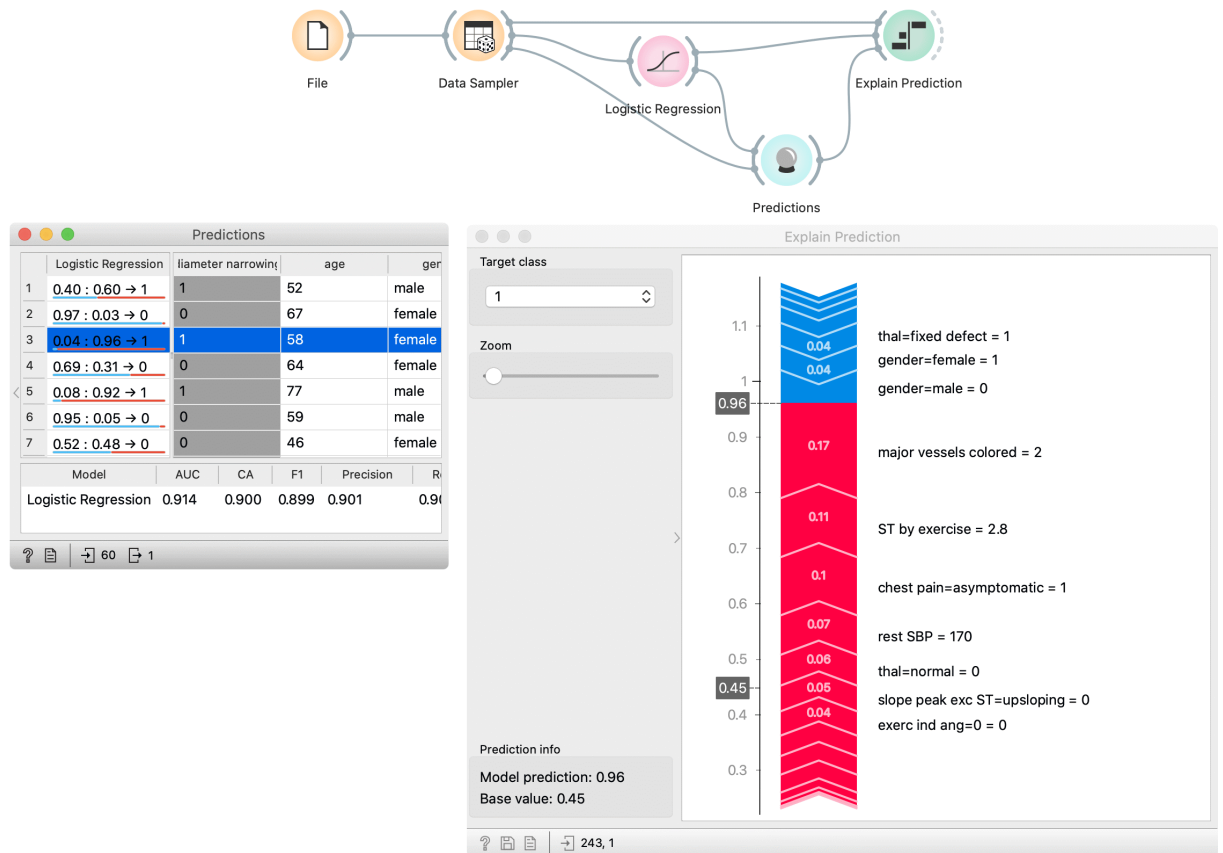 File
Data Sampler
Logistic Regression
Explain Prediction
Predictions
Predictions
Logistic Regression liameter narrowing age gen
1 0.40 : 0.60 → 1 1 52 male
2 0.97 : 0.03 → 0 0 67 female
3 0.04 : 0.96 → 1 1 58 female
4 0.69 : 0.31 → 0 0 64 female
5 0.08 : 0.92 → 1 1 77 male
6 0.95 : 0.05 → 0 0 59 male
7 0.52 : 0.48 → 0 0 46 female
Model AUC CA F1 Precision Re
Logistic Regression 0.914 0.900 0.899 0.901 0.90
? 60 1
Explain Prediction
Target class
1
Zoom
Prediction info
Model prediction: 0.96
Base value: 0.45
1.1
1
0.96
0.9
0.8
0.7
0.6
0.5
0.45
0.4
0.3
0.04
0.04
0.17
0.11
0.1
0.07
0.06
0.05
0.04
thal=fixed defect = 1
gender=female = 1
gender=male = 0
major vessels colored = 2
ST by exercise = 2.8
chest pain=asymptomatic = 1
rest SBP = 170
thal=normal = 0
slope peak exc ST=upsloping = 0
exerc ind ang=0 = 0
? 243, 1